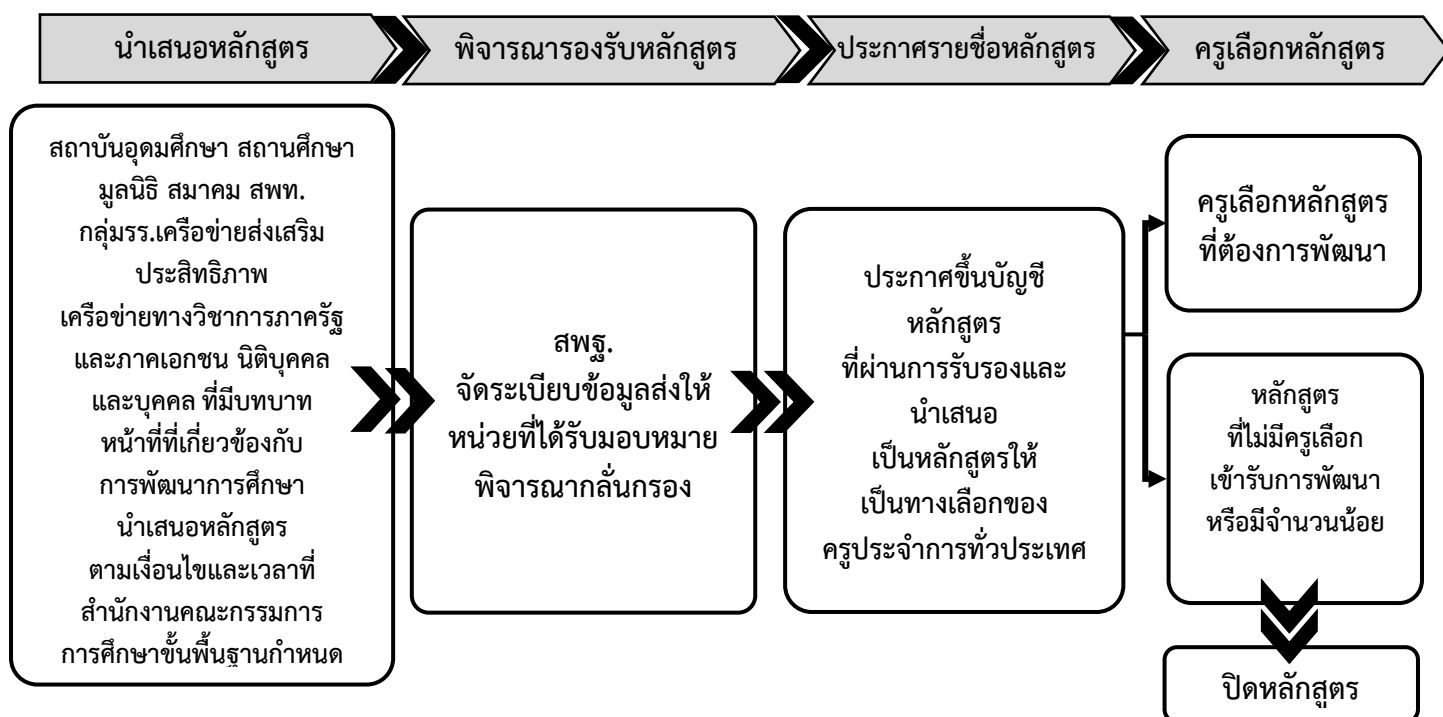 นำเสนอหลักสูตร
พิจารณารองรับหลักสูตร
ประกาศรายชื่อหลักสูตร
ครูเลือกหลักสูตร
สถาบันอุดมศึกษา สถานศึกษา
มูลนิธิ สมาคม สพท.
กลุ่มรร.เครือข่ายส่งเสริม
ประสิทธิภาพ
เครือข่ายทางวิชาการภาครัฐ
และภาคเอกชน นิติบุคคล
และบุคคล ที่มีบทบาท
หน้าที่ที่เกี่ยวข้องกับ
การพัฒนาการศึกษา
นำเสนอหลักสูตร
ตามเงื่อนไขและเวลาที่
สำนักงานคณะกรรมการ
การศึกษาขั้นพื้นฐานกำหนด
สพฐ.
จัดระเบียบข้อมูลส่งให้
หน่วยที่ได้รับมอบหมาย
พิจารณากลั่นกรอง
ประกาศขึ้นบัญชี
หลักสูตร
ที่ผ่านการรับรองและ
นำเสนอ
เป็นหลักสูตรให้
เป็นทางเลือกของ
ครูประจำการทั่วประเทศ
ครูเลือกหลักสูตร
ที่ต้องการพัฒนา
หลักสูตร
ที่ไม่มีครูเลือก
เข้ารับการพัฒนา
หรือมีจำนวนน้อย
ปิดหลักสูตร